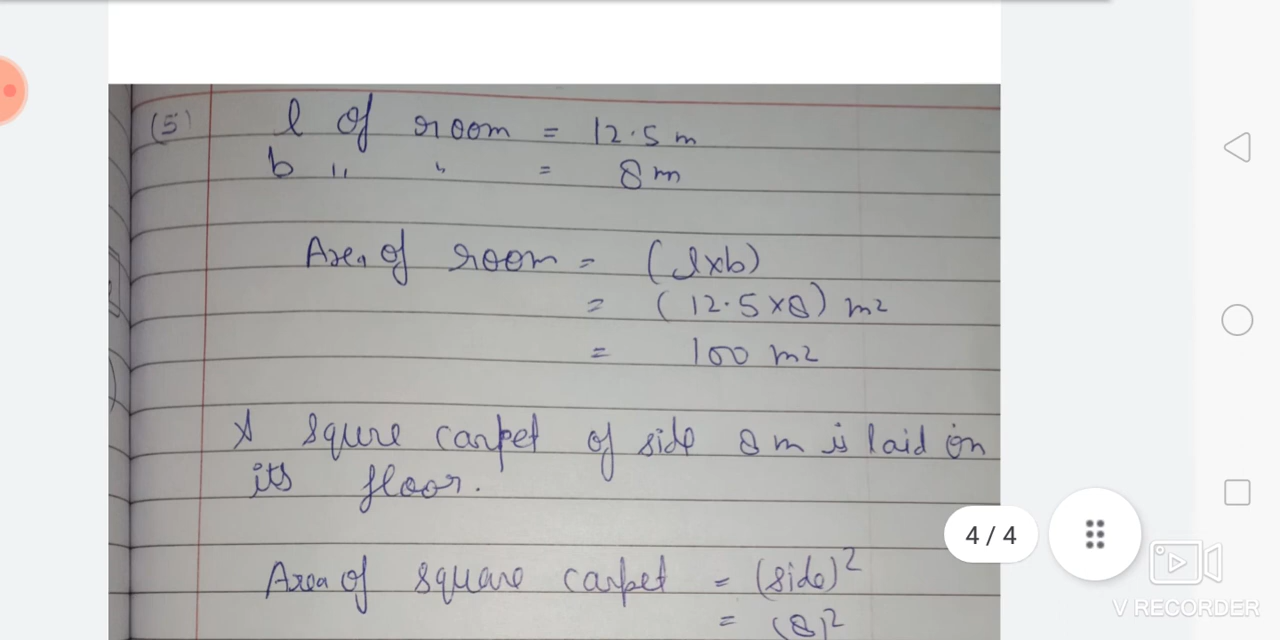 (5) l of room = 12.5 m
b " " = 8 m
Area of room = (l×b)
= (12.5×8) m2
= 100 m2
A squre carpet of side 8 m is laid on
its floor.
4 / 4
Area of square carpet = (side)2
= (8)2
V RECORDER